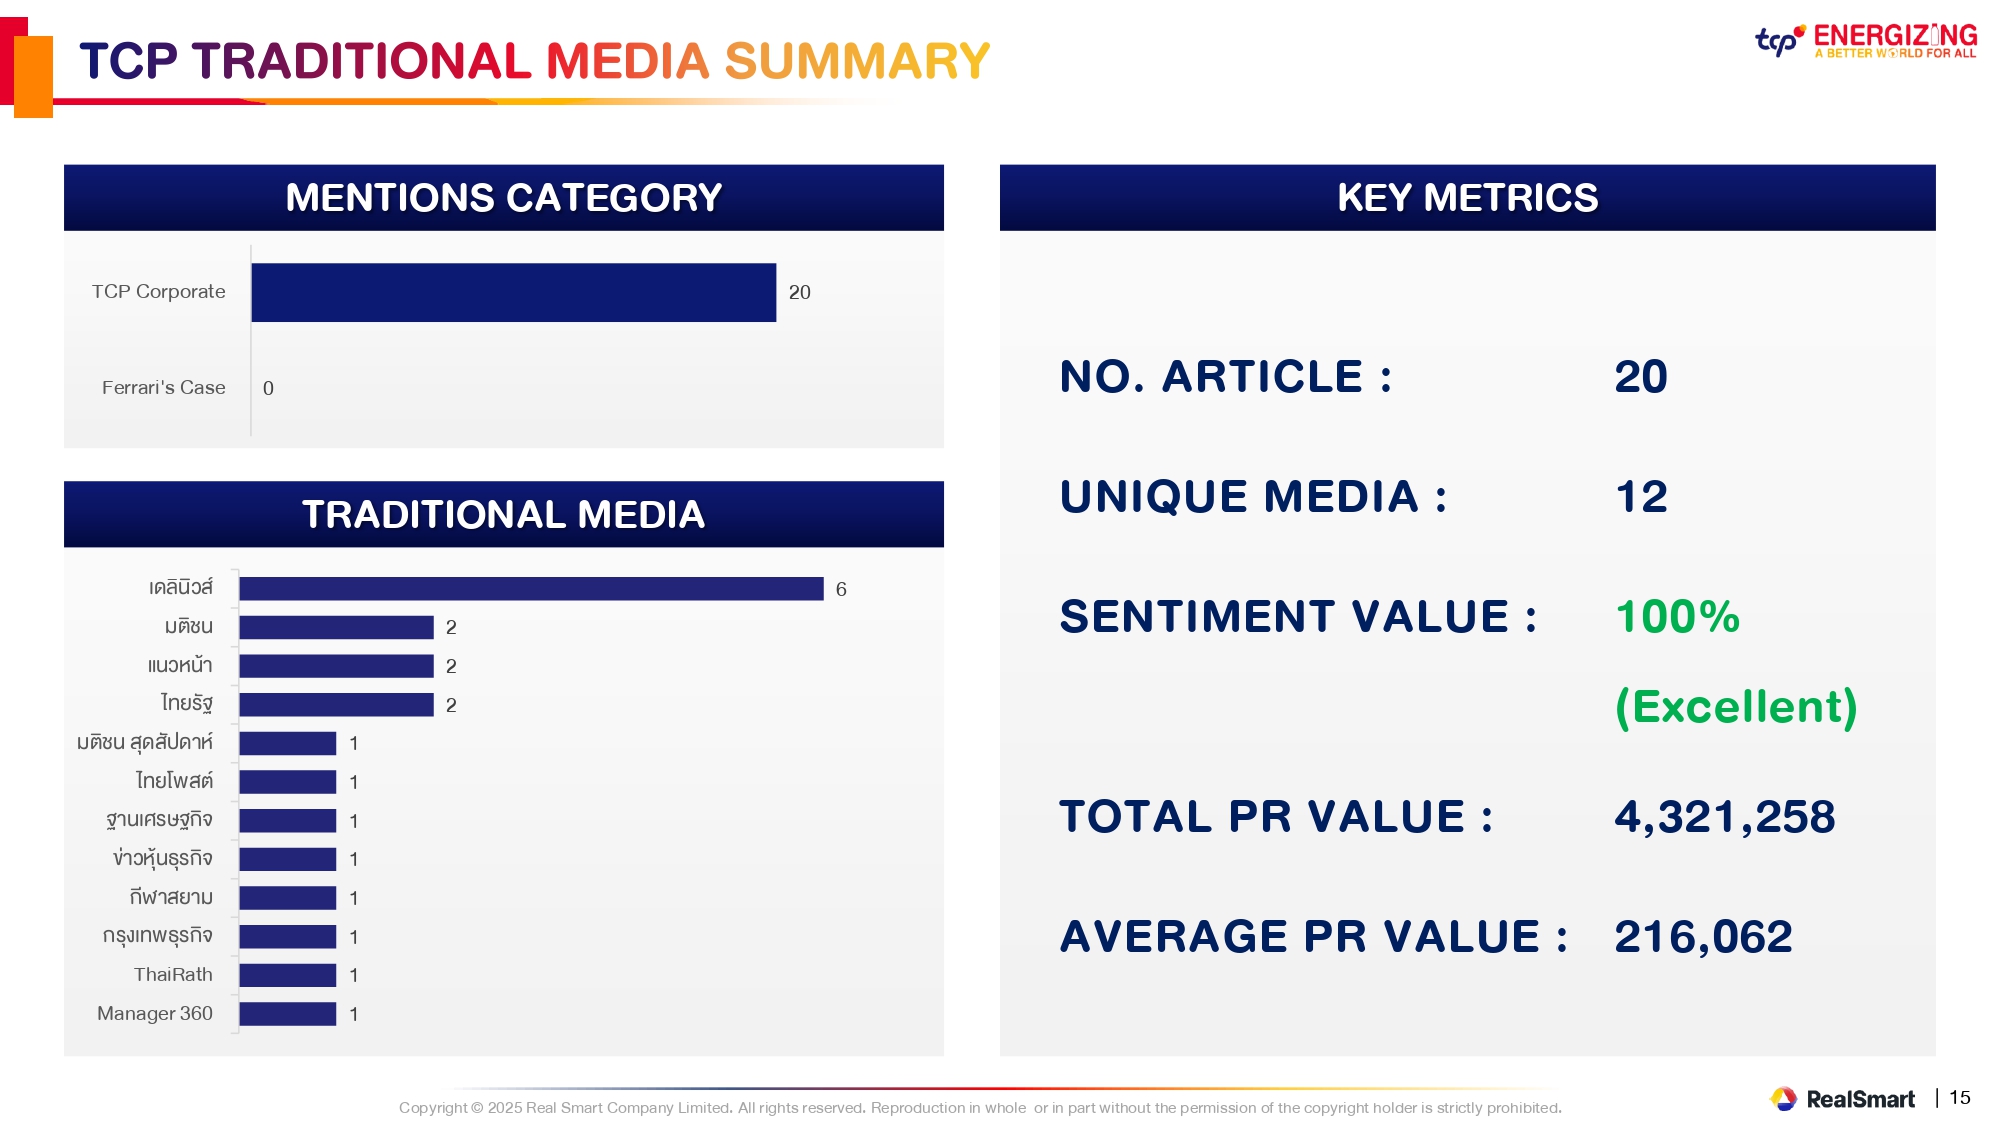 TCP TRADITIONAL MEDIA SUMMARY
tcp ENERGIZING
A BETTER WORLD FOR ALL
MENTIONS CATEGORY
TCP Corporate 20
Ferrari's Case 0
TRADITIONAL MEDIA
เดลินิวส์ 6
มติชน 2
แนวหน้า 2
ไทยรัฐ 2
มติชน สุดสัปดาห์ 1
ไทยโพสต์ 1
ฐานเศรษฐกิจ 1
ข่าวหุ้นธุรกิจ 1
กีฬาสยาม 1
กรุงเทพธุรกิจ 1
ThaiRath 1
Manager 360 1
KEY METRICS
NO. ARTICLE : 20
UNIQUE MEDIA : 12
SENTIMENT VALUE : 100%
(Excellent)
TOTAL PR VALUE : 4,321,258
AVERAGE PR VALUE : 216,062
Copyright © 2025 Real Smart Company Limited. All rights reserved. Reproduction in whole or in part without the permission of the copyright holder is strictly prohibited.
RealSmart | 15